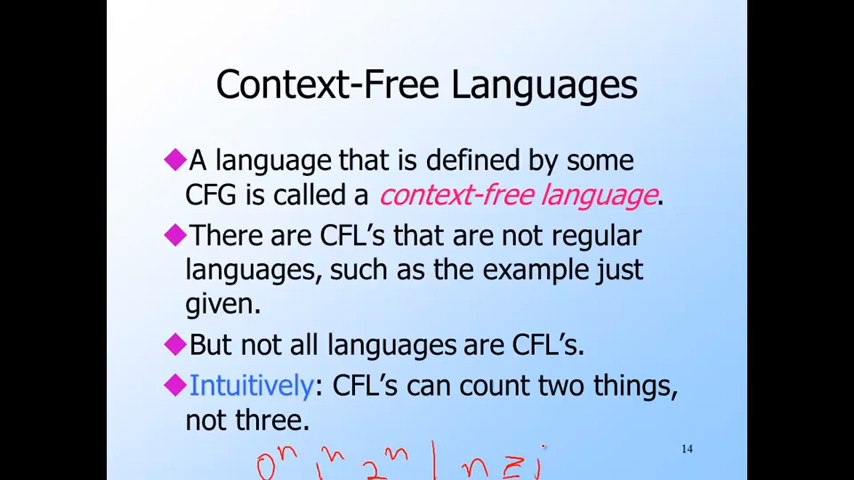 Context-Free Languages
A language that is defined by some
CFG is called a context-free language.
There are CFL's that are not regular
languages, such as the example just
given.
But not all languages are CFL's.
Intuitively: CFL's can count two things,
not three.
0ⁿ 1ⁿ 2ⁿ | n ≥
14